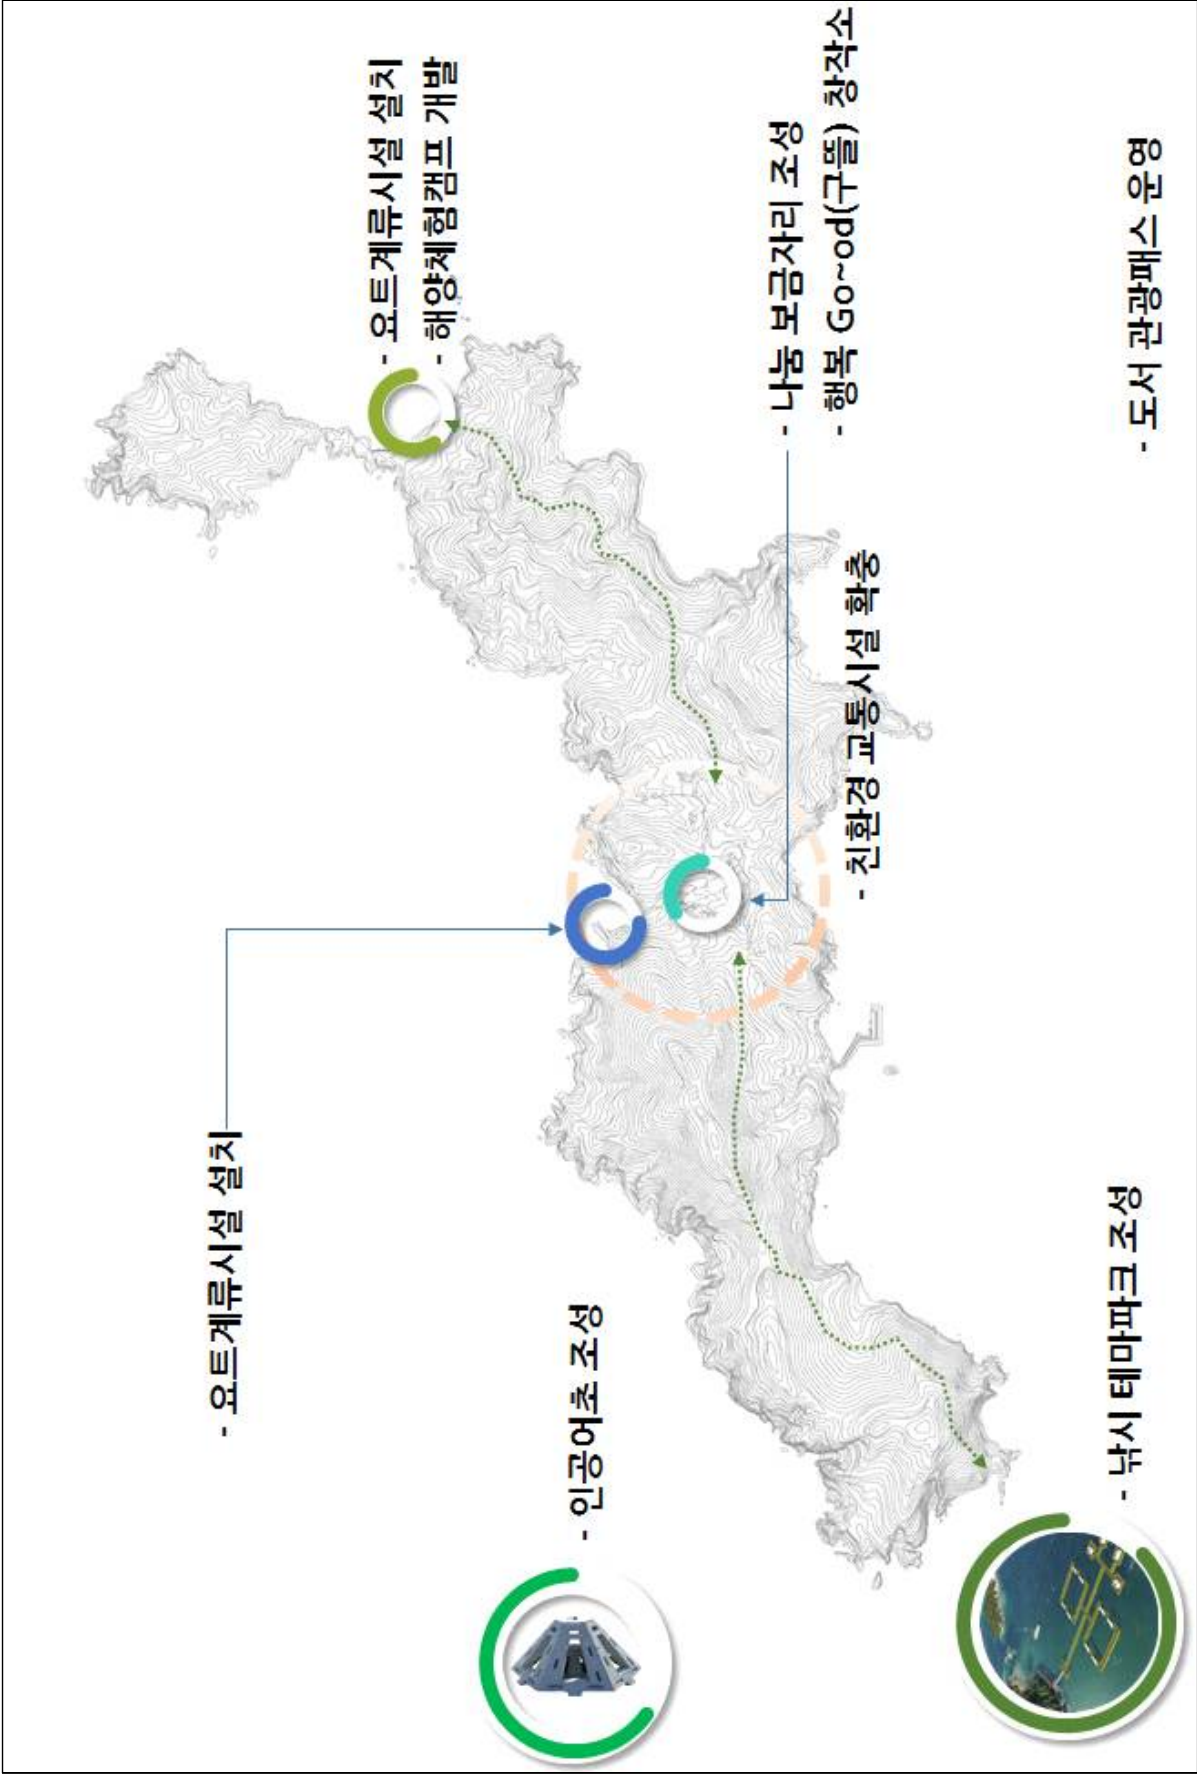 - 요트계류시설 설치
- 요트계류시설 설치
- 해양체험캠프 개발
- 인공어초 조성
- 나눔 보금자리 조성
- 행복 Go~od(구뜰) 창작소
- 친환경 교통시설 확충
- 낚시 테마파크 조성
- 도서 관광패스 운영